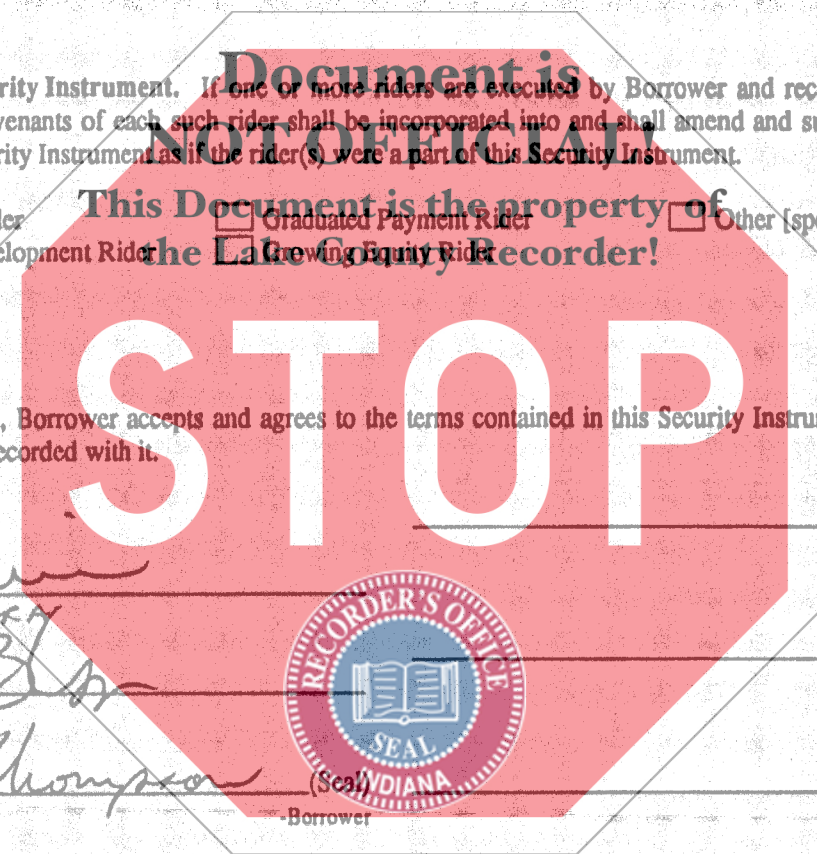 Document is
rity Instrument. If one or more riders are executed by Borrower and rec
venants of each such rider shall be incorporated into and shall amend and su
NOT OFFICIAL!
rity Instrument as if the rider(s) were a part of this Security Instrument.
This Document is the property of
ler Graduated Payment Rider Other [spe
elopment Rider Growing Equity Rider
the Lake County Recorder!
STOP
, Borrower accepts and agrees to the terms contained in this Security Instru
ecorded with it.
RECORDER'S OFFICE
SEAL
INDIANA
Thompson (Seal)
-Borrower